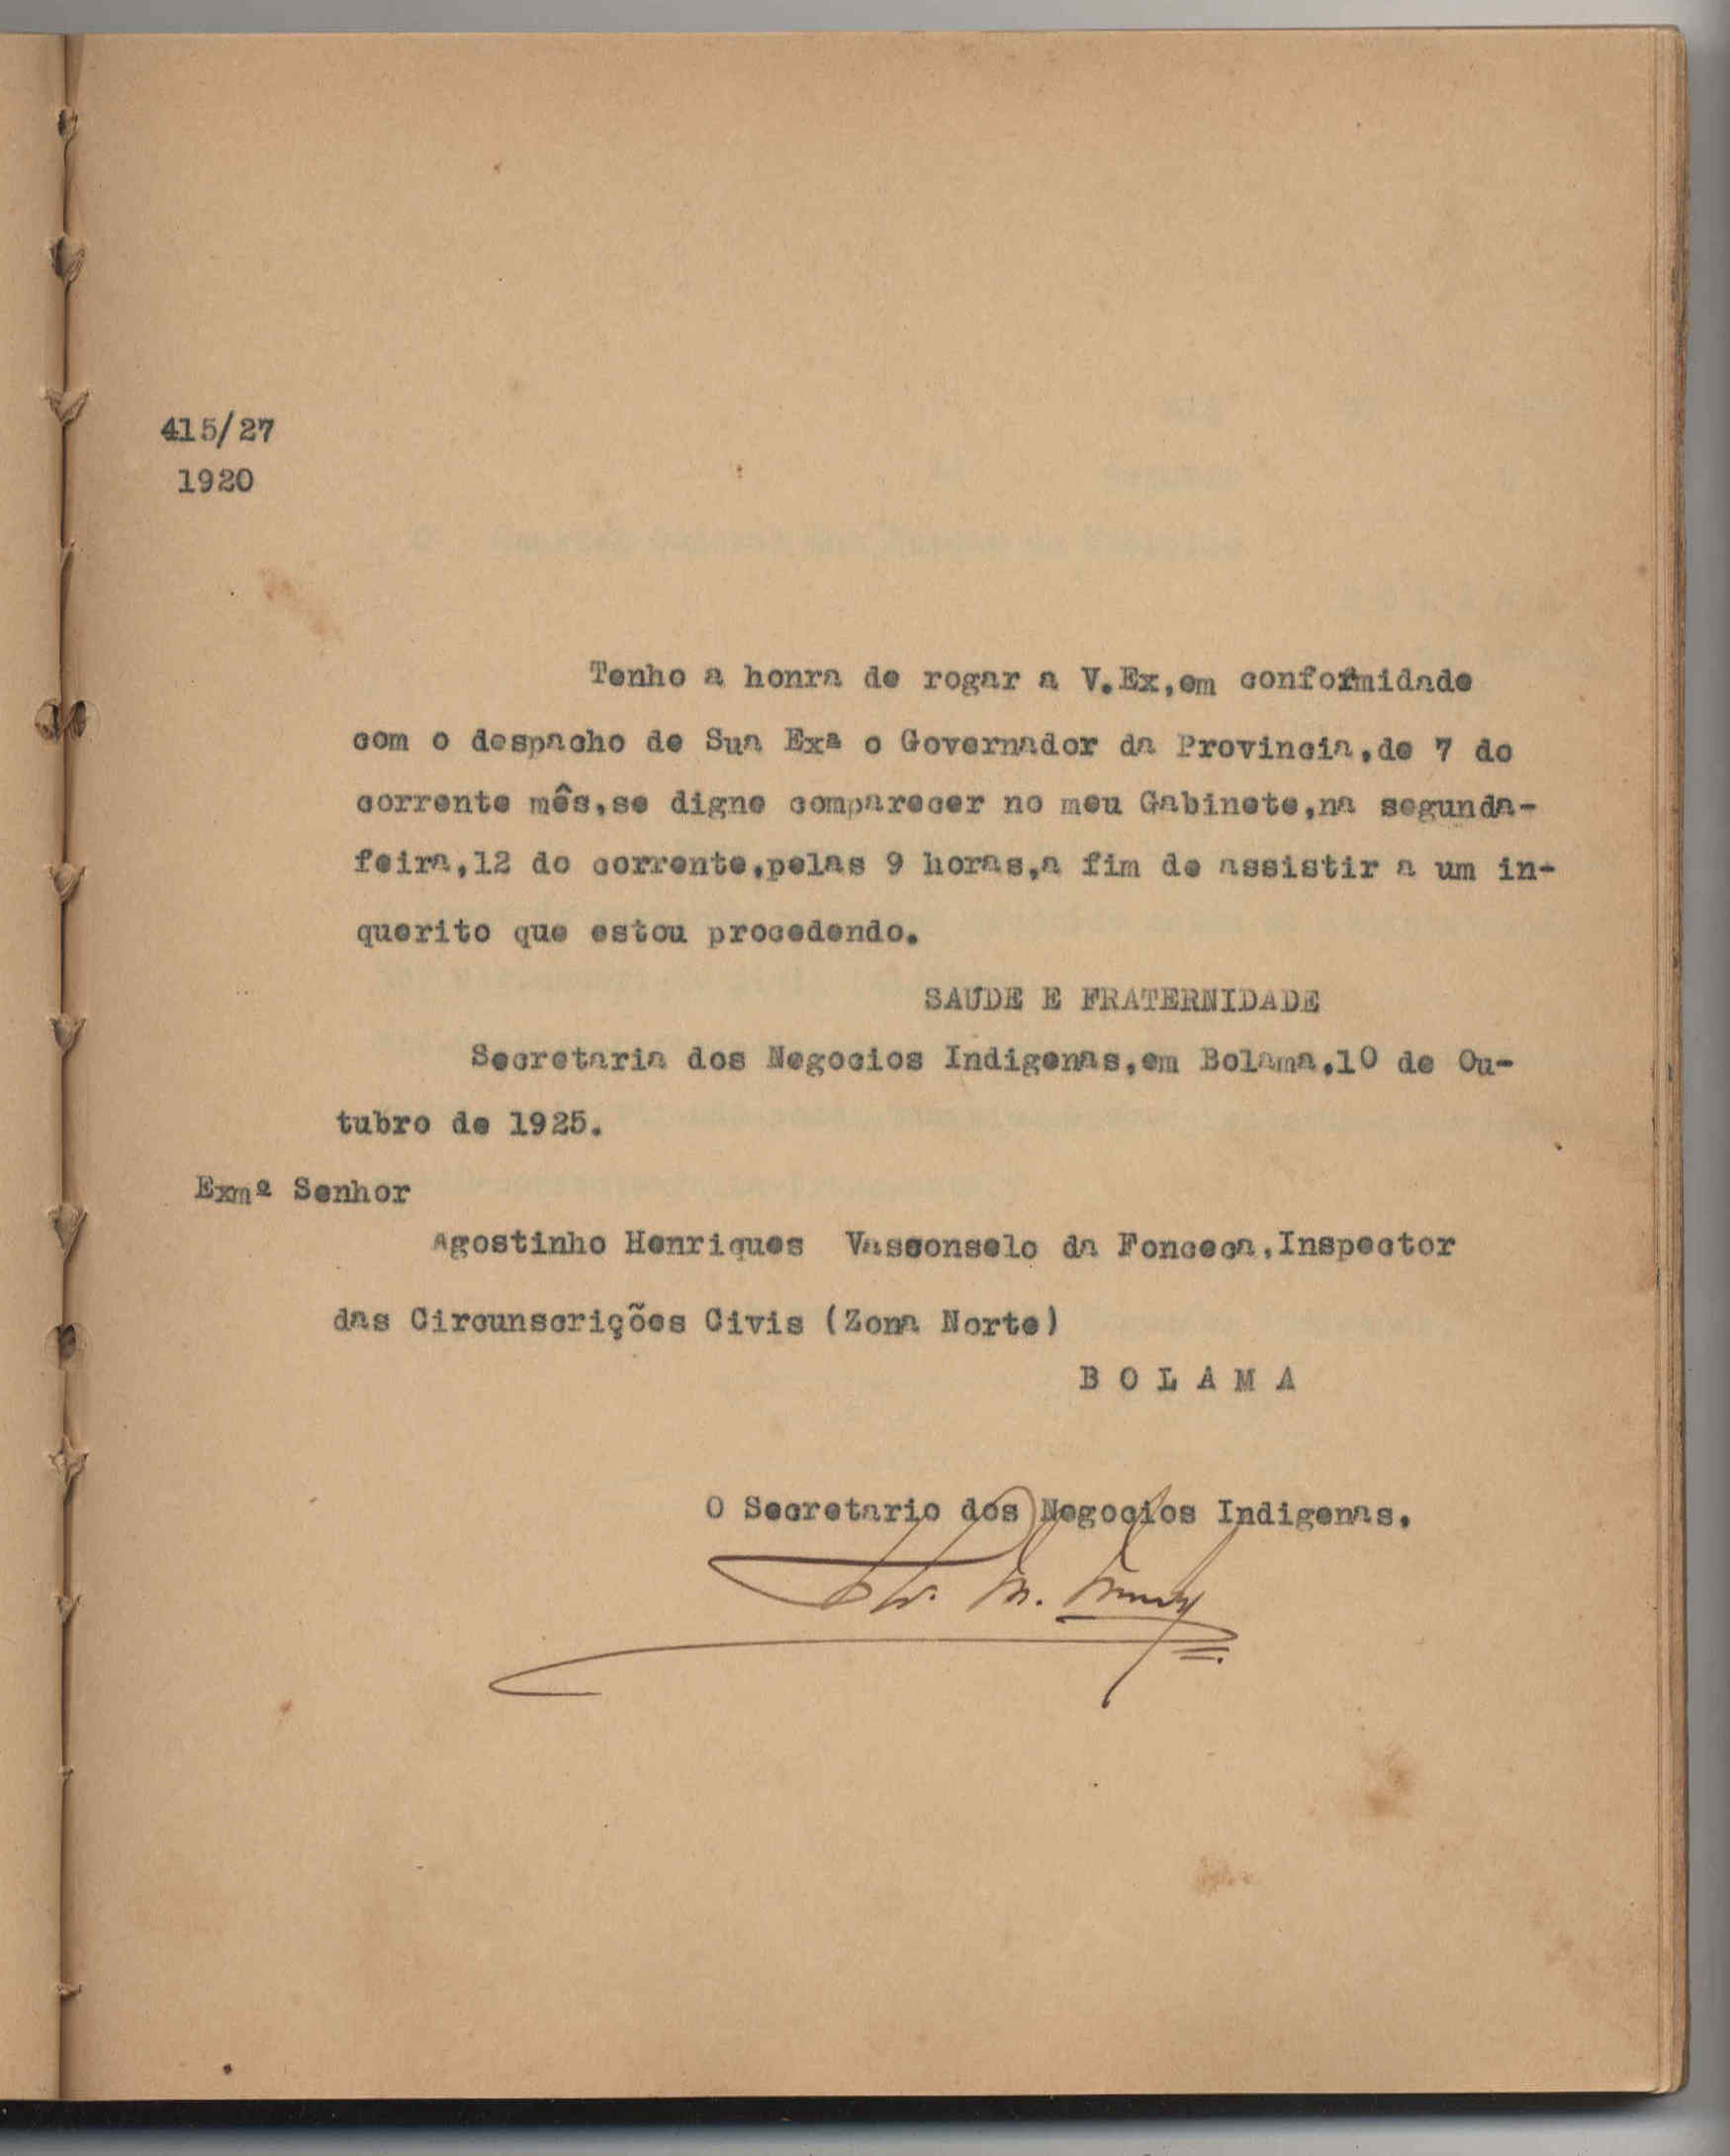 415/27
1920
Tenho a honra de rogar a V.Ex,em conformidade
com o despacho de Sua Exª o Governador da Provincia,de 7 do
corrente mês,se digne comparecer no meu Gabinete,na segunda-
feira,12 do corrente,pelas 9 horas,a fim de assistir a um in-
querito que estou procedendo.
SAUDE E FRATERNIDADE
Secretaria dos Negocios Indigenas,em Bolama,10 de Ou-
tubro de 1925.
Exmº Senhor
Agostinho Henriques Vasconselo da Fonceca,Inspector
das Circunscrições Civis (Zona Norte)
B O L A M A
O Secretario dos Negocios Indigenas.